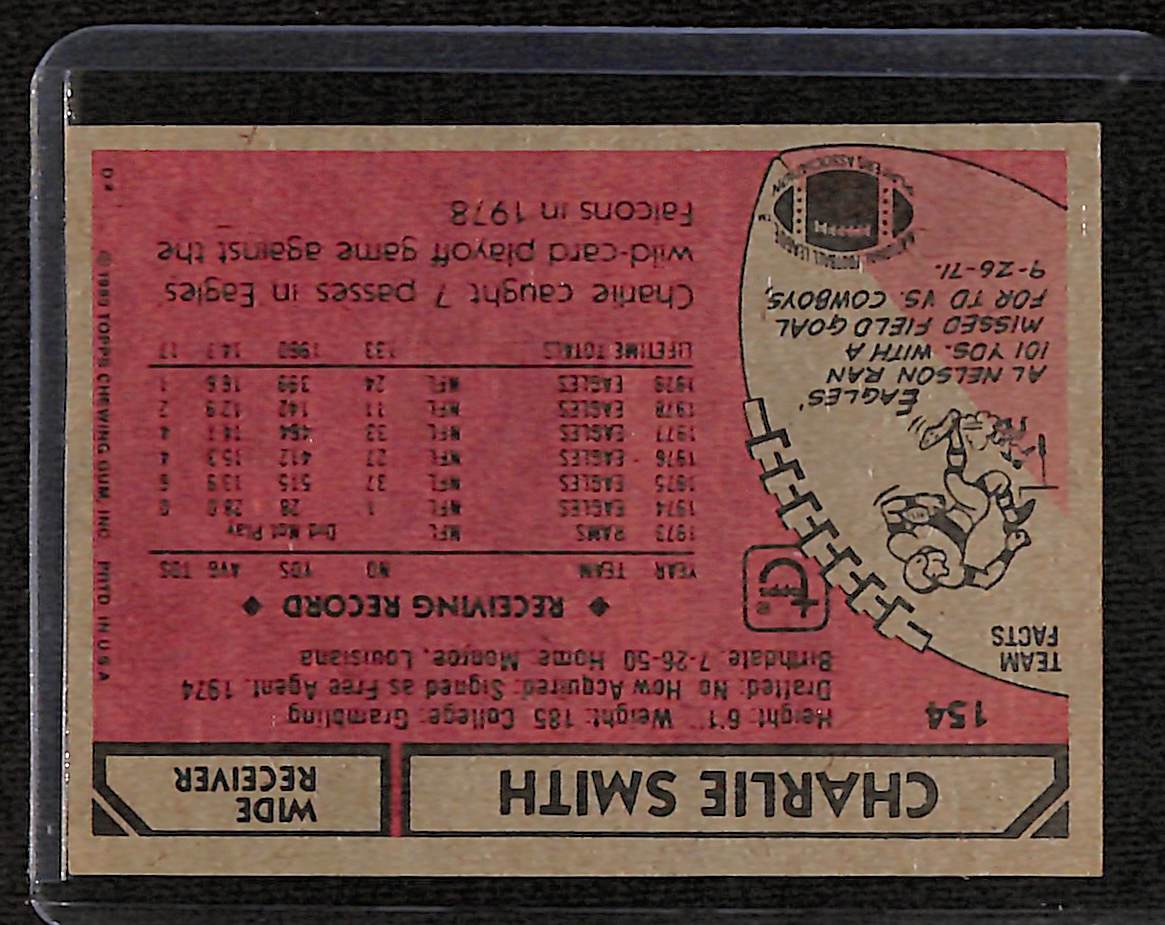 CHARLIE SMITH
WIDE
RECEIVER
154
Height: 6'1" Weight: 185 College: Grambling
Drafted: No How Acquired: Signed as Free Agent, 1974
Birthdate: 7-26-50 Home: Monroe, Louisiana
◆ RECEIVING RECORD ◆
YEAR TEAM NO YDS AVG TDS
1973 RAMS NFL Did Not Play
1974 EAGLES NFL 1 28 28.0 0
1975 EAGLES NFL 37 515 13.9 6
1976 EAGLES NFL 27 412 15.3 4
1977 EAGLES NFL 33 464 14.1 4
1978 EAGLES NFL 11 142 12.9 2
1979 EAGLES NFL 24 399 16.6 1
LIFETIME TOTALS 133 1960 14.7 17
Charlie caught 7 passes in Eagles
wild-card playoff game against the
Falcons in 1978
TEAM
FACTS
EAGLES'
AL NELSON RAN
101 YDS. WITH A
MISSED FIELD GOAL
FOR TD VS. COWBOYS,
9-26-71.
NATIONAL FOOTBALL LEAGUE
PLAYERS ASSOCIATION
TM
D*
© 1980 TOPPS CHEWING GUM, INC. PRTD. IN U.S.A.